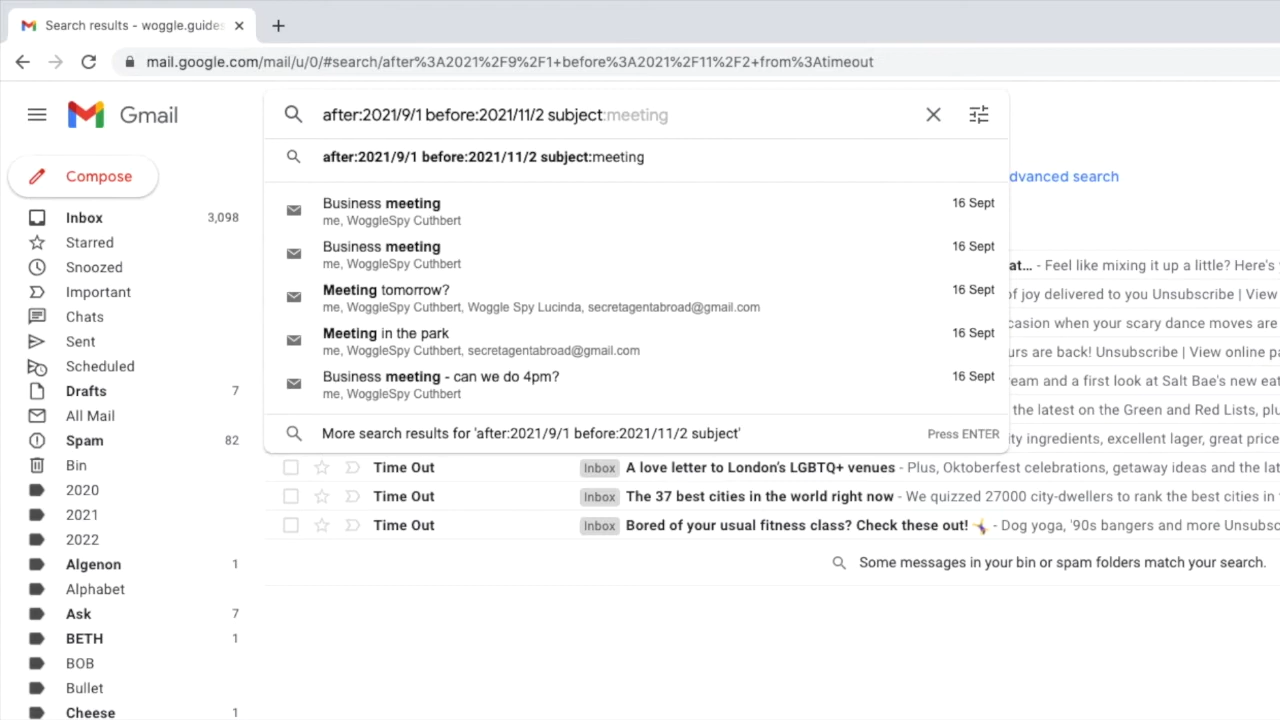 Search results - woggle.guides
mail.google.com/mail/u/0/#search/after%3A2021%2F9%2F1+before%3A2021%2F11%2F2+from%3Atimeout
Gmail
after:2021/9/1 before:2021/11/2 subject:meeting
after:2021/9/1 before:2021/11/2 subject:meeting
Compose
dvanced search
Business meeting 16 Sept
me, WoggleSpy Cuthbert
Business meeting 16 Sept
me, WoggleSpy Cuthbert
Meeting tomorrow? 16 Sept
me, WoggleSpy Cuthbert, Woggle Spy Lucinda, secretagentabroad@gmail.com
Meeting in the park 16 Sept
me, WoggleSpy Cuthbert, secretagentabroad@gmail.com
Business meeting - can we do 4pm? 16 Sept
me, WoggleSpy Cuthbert
More search results for 'after:2021/9/1 before:2021/11/2 subject' Press ENTER
Inbox 3,098
Starred
Snoozed
Important
Chats
Sent
Scheduled
Drafts 7
All Mail
Spam 82
Bin
2020
2021
2022
Algenon 1
Alphabet
Ask 7
BETH 1
BOB
Bullet
Cheese 1
at... - Feel like mixing it up a little? Here's
of joy delivered to you Unsubscribe | View
casion when your scary dance moves are
urs are back! Unsubscribe | View online pa
ream and a first look at Salt Bae's new eat
the latest on the Green and Red Lists, plu
ity ingredients, excellent lager, great price
Time Out Inbox A love letter to London's LGBTQ+ venues - Plus, Oktoberfest celebrations, getaway ideas and the lat
Time Out Inbox The 37 best cities in the world right now - We quizzed 27000 city-dwellers to rank the best cities in
Time Out Inbox Bored of your usual fitness class? Check these out! - Dog yoga, '90s bangers and more Unsubs
Some messages in your bin or spam folders match your search.